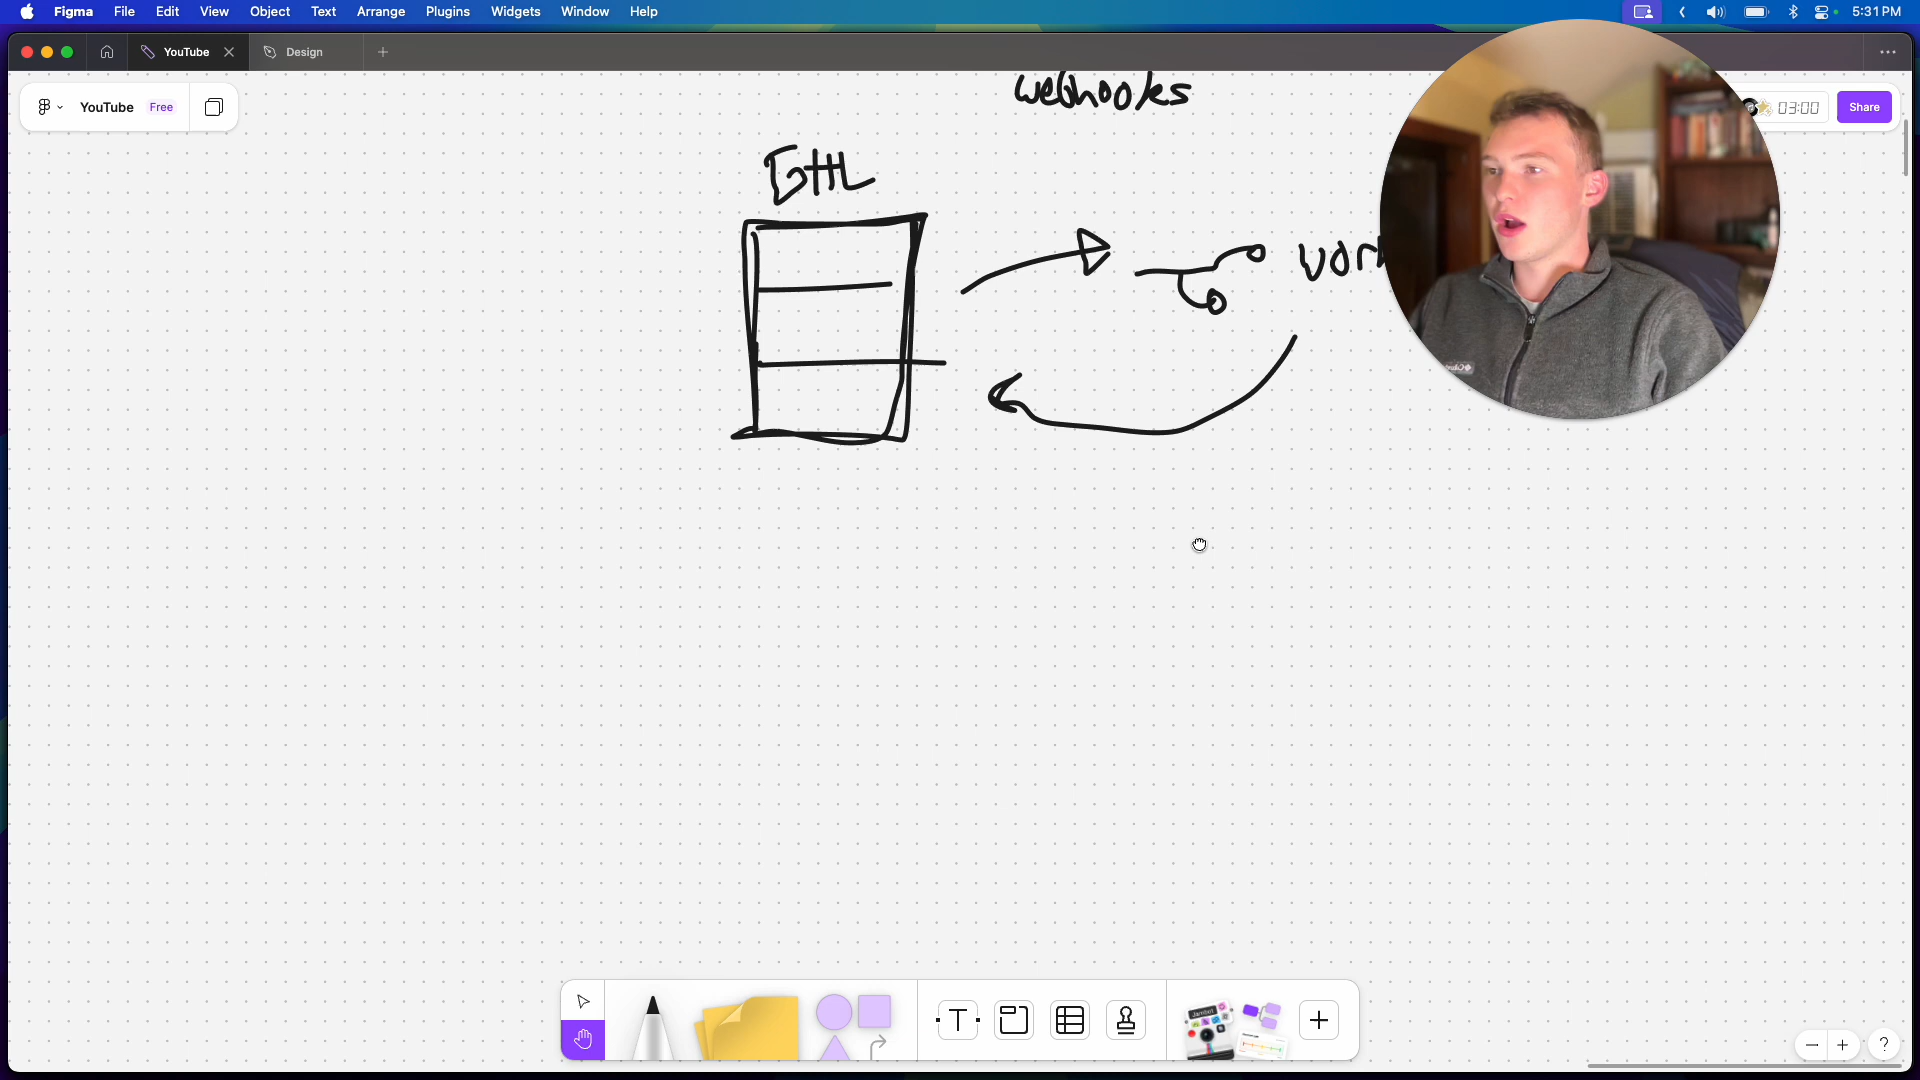 Figma File Edit View Object Text Arrange Plugins Widgets Window Help 5:31 PM
YouTube Design
YouTube Free 03:00 Share
webhooks
GHL
Jambot